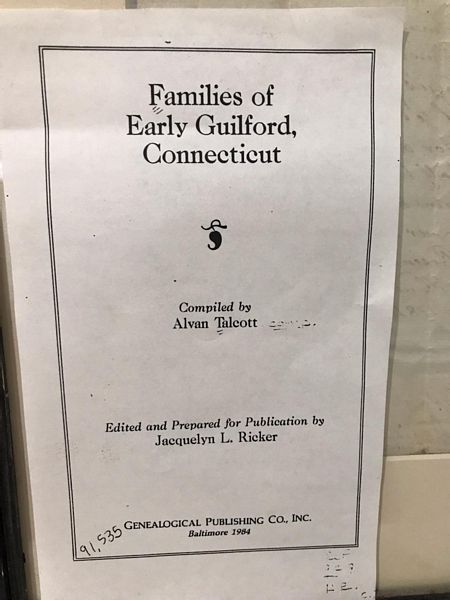 Families of
Early Guilford,
Connecticut
Compiled by
Alvan Talcott
Edited and Prepared for Publication by
Jacquelyn L. Ricker
GENEALOGICAL PUBLISHING CO., INC.
Baltimore 1984
91,535